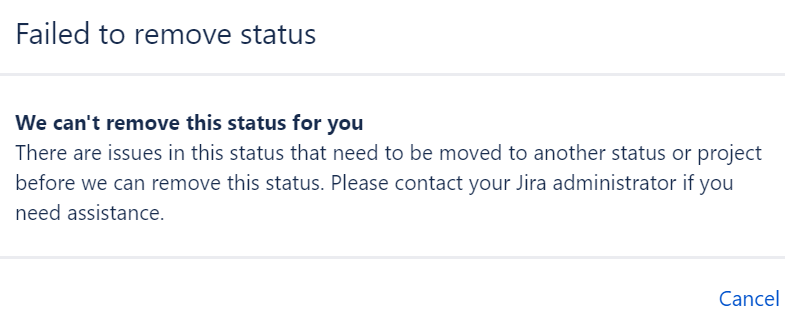 Failed to remove status
We can't remove this status for you
There are issues in this status that need to be moved to another status or project
before we can remove this status. Please contact your Jira administrator if you
need assistance.
Cancel